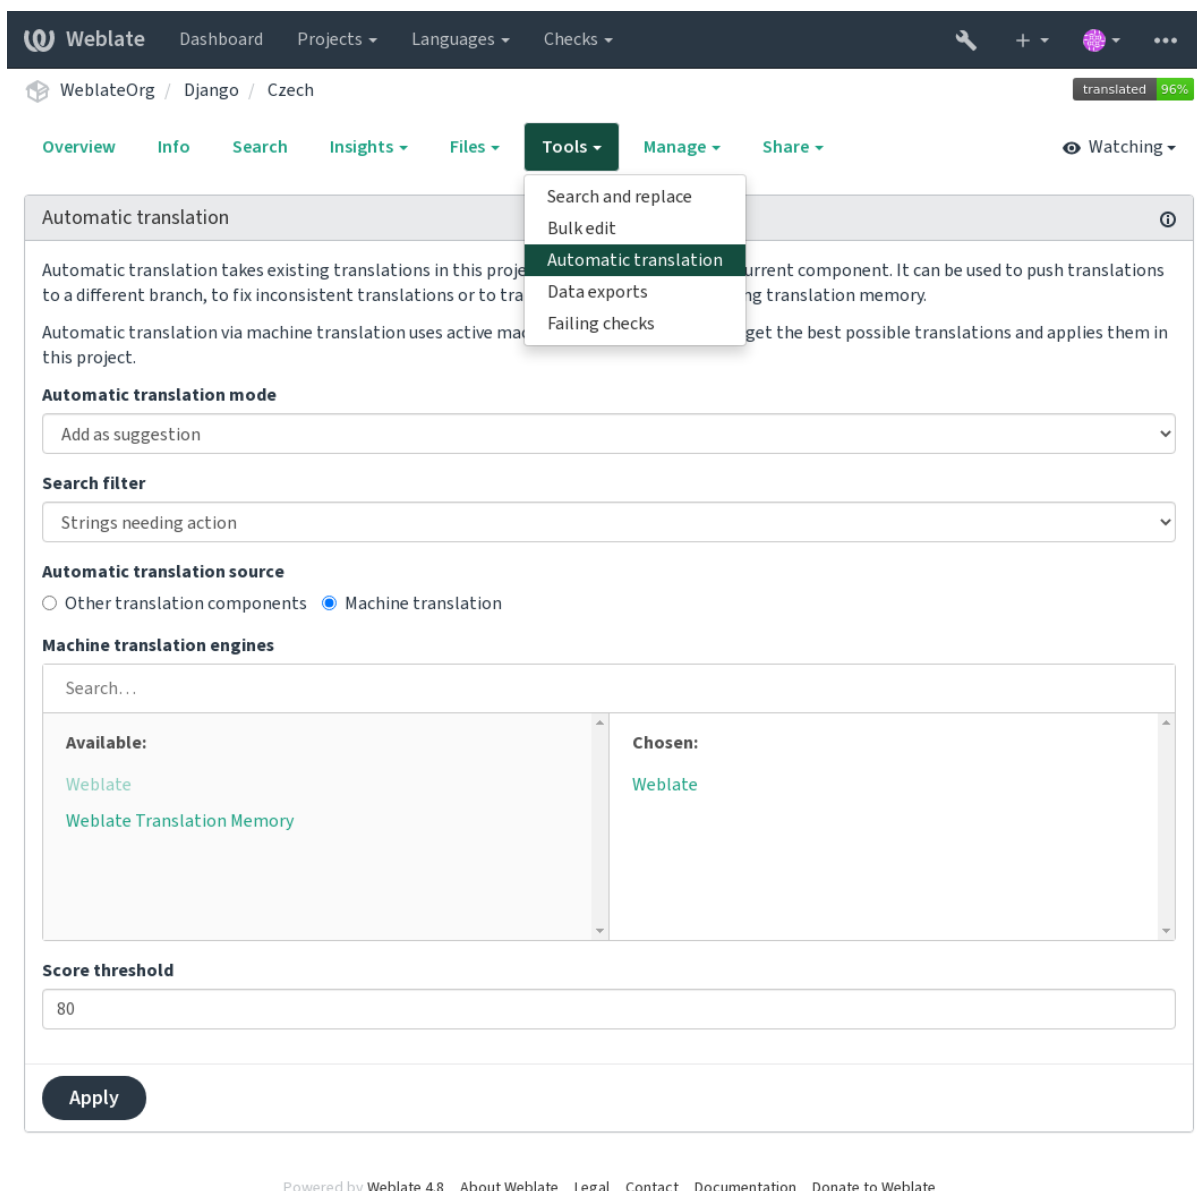 Weblate Dashboard Projects Languages Checks
WeblateOrg / Django / Czech
translated 96%
Overview Info Search Insights Files Tools Manage Share Watching
Search and replace
Bulk edit
Automatic translation
Data exports
Failing checks
Automatic translation
Automatic translation takes existing translations in this proje urrent component. It can be used to push translations
to a different branch, to fix inconsistent translations or to tra ng translation memory.
Automatic translation via machine translation uses active ma get the best possible translations and applies them in
this project.
Automatic translation mode
Add as suggestion
Search filter
Strings needing action
Automatic translation source
Other translation components Machine translation
Machine translation engines
Search...
Available:
Weblate
Weblate Translation Memory
Chosen:
Weblate
Score threshold
80
Apply
Powered by Weblate 4.8 About Weblate Legal Contact Documentation Donate to Weblate